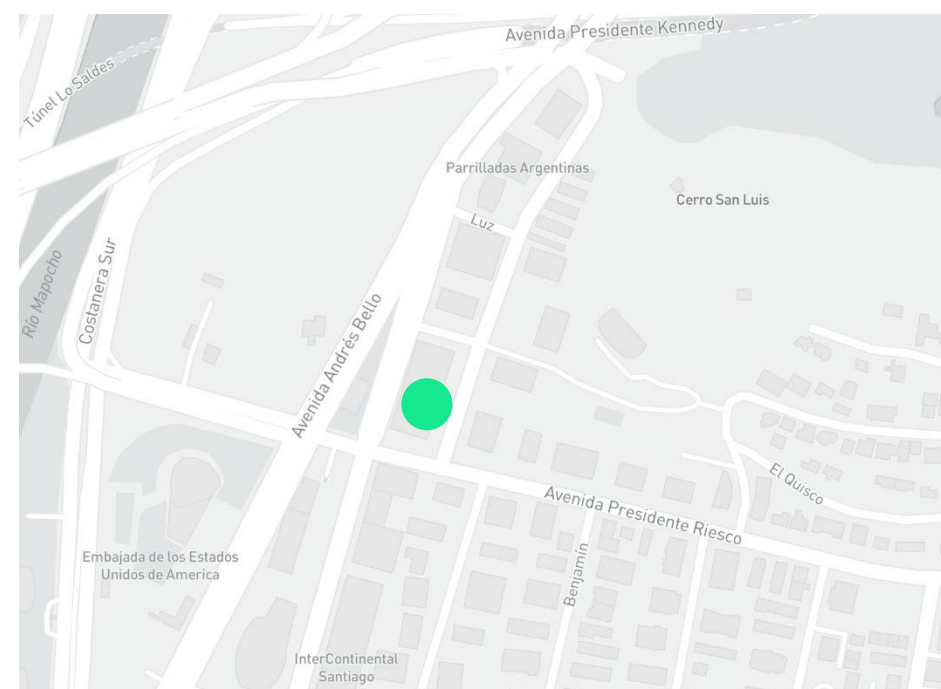 Avenida Presidente Kennedy
Túnel Lo Saldes
Parrilladas Argentinas
Cerro San Luis
Luz
Río Mapocho
Costanera Sur
Avenida Andrés Bello
El Quisco
Avenida Presidente Riesco
Embajada de los Estados
Unidos de America
Benjamín
InterContinental
Santiago